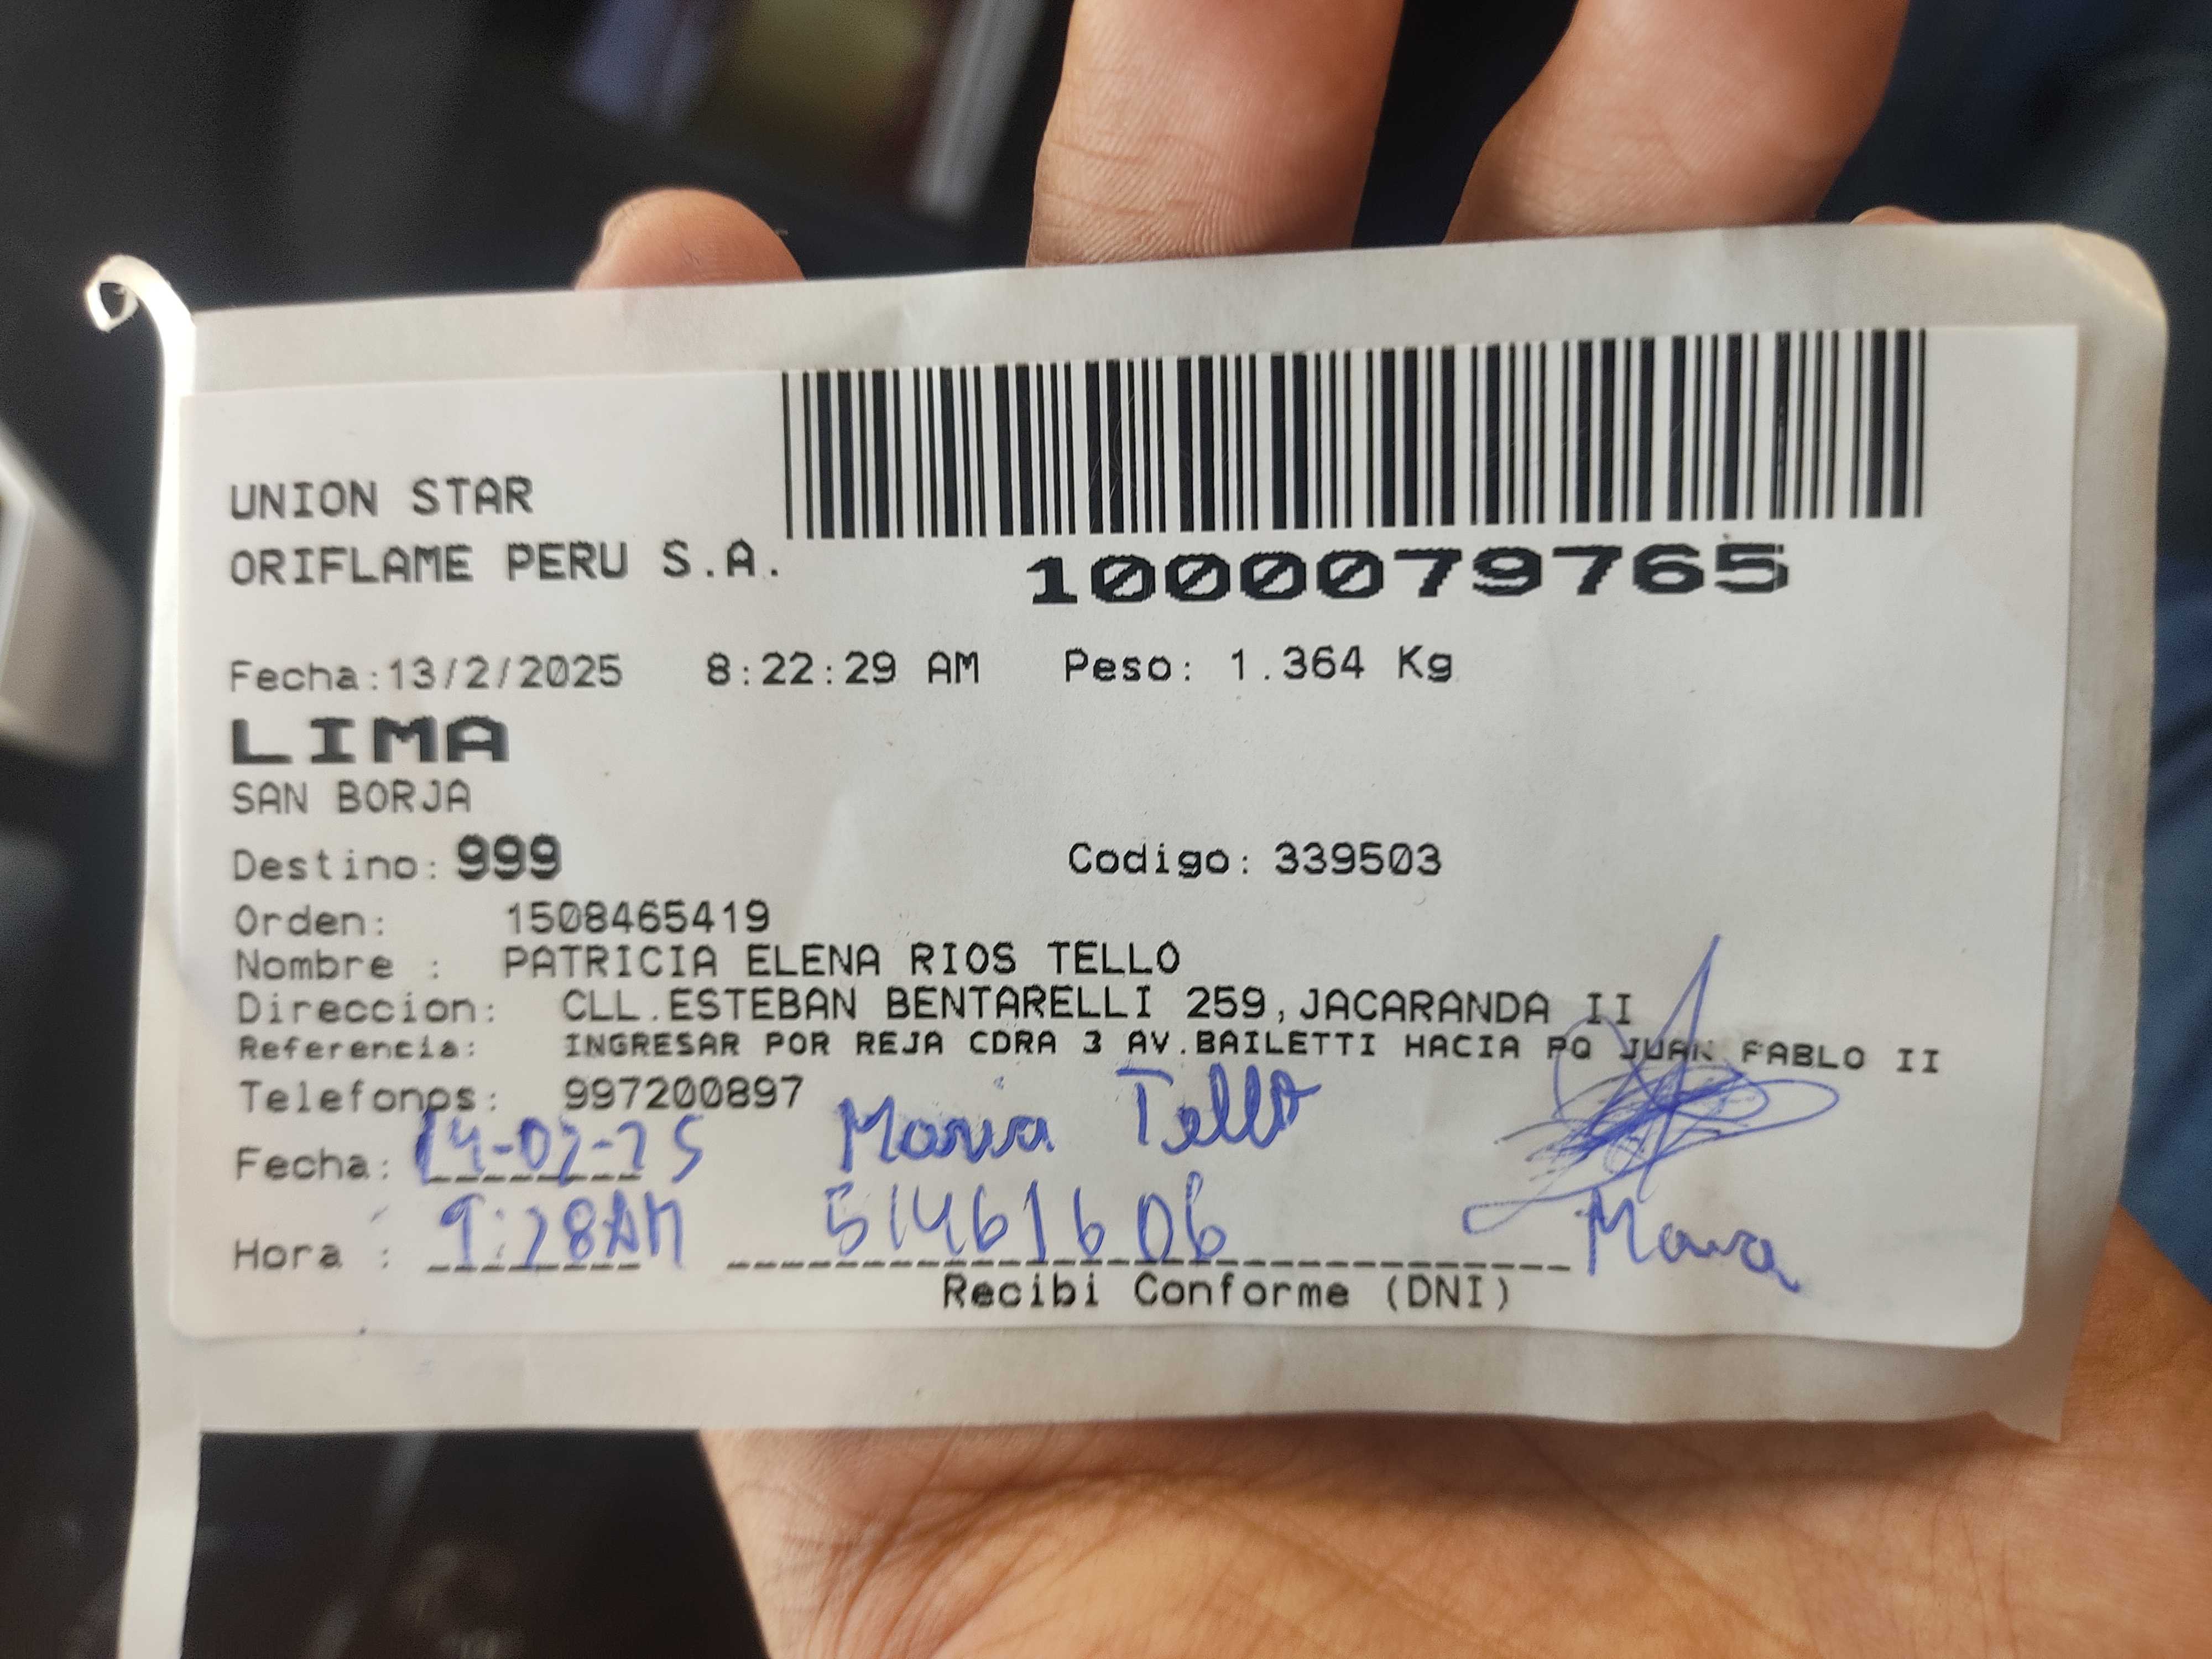 UNION STAR
ORIFLAME PERU S.A.
1000079765
Fecha:13/2/2025 8:22:29 AM Peso: 1.364 Kg
LIMA
SAN BORJA
Destino: 999 Codigo: 339503
Orden: 1508465419
Nombre : PATRICIA ELENA RIOS TELLO
Direccion: CLL.ESTEBAN BENTARELLI 259,JACARANDA II
Referencia: INGRESAR POR REJA CDRA 3 AV.BAILETTI HACIA PQ JUAN PABLO II
Telefonos: 997200897
Maria Tello
Fecha: 14-02-25
Hora : 9:28AM 51461606 Maria
Recibi Conforme (DNI)